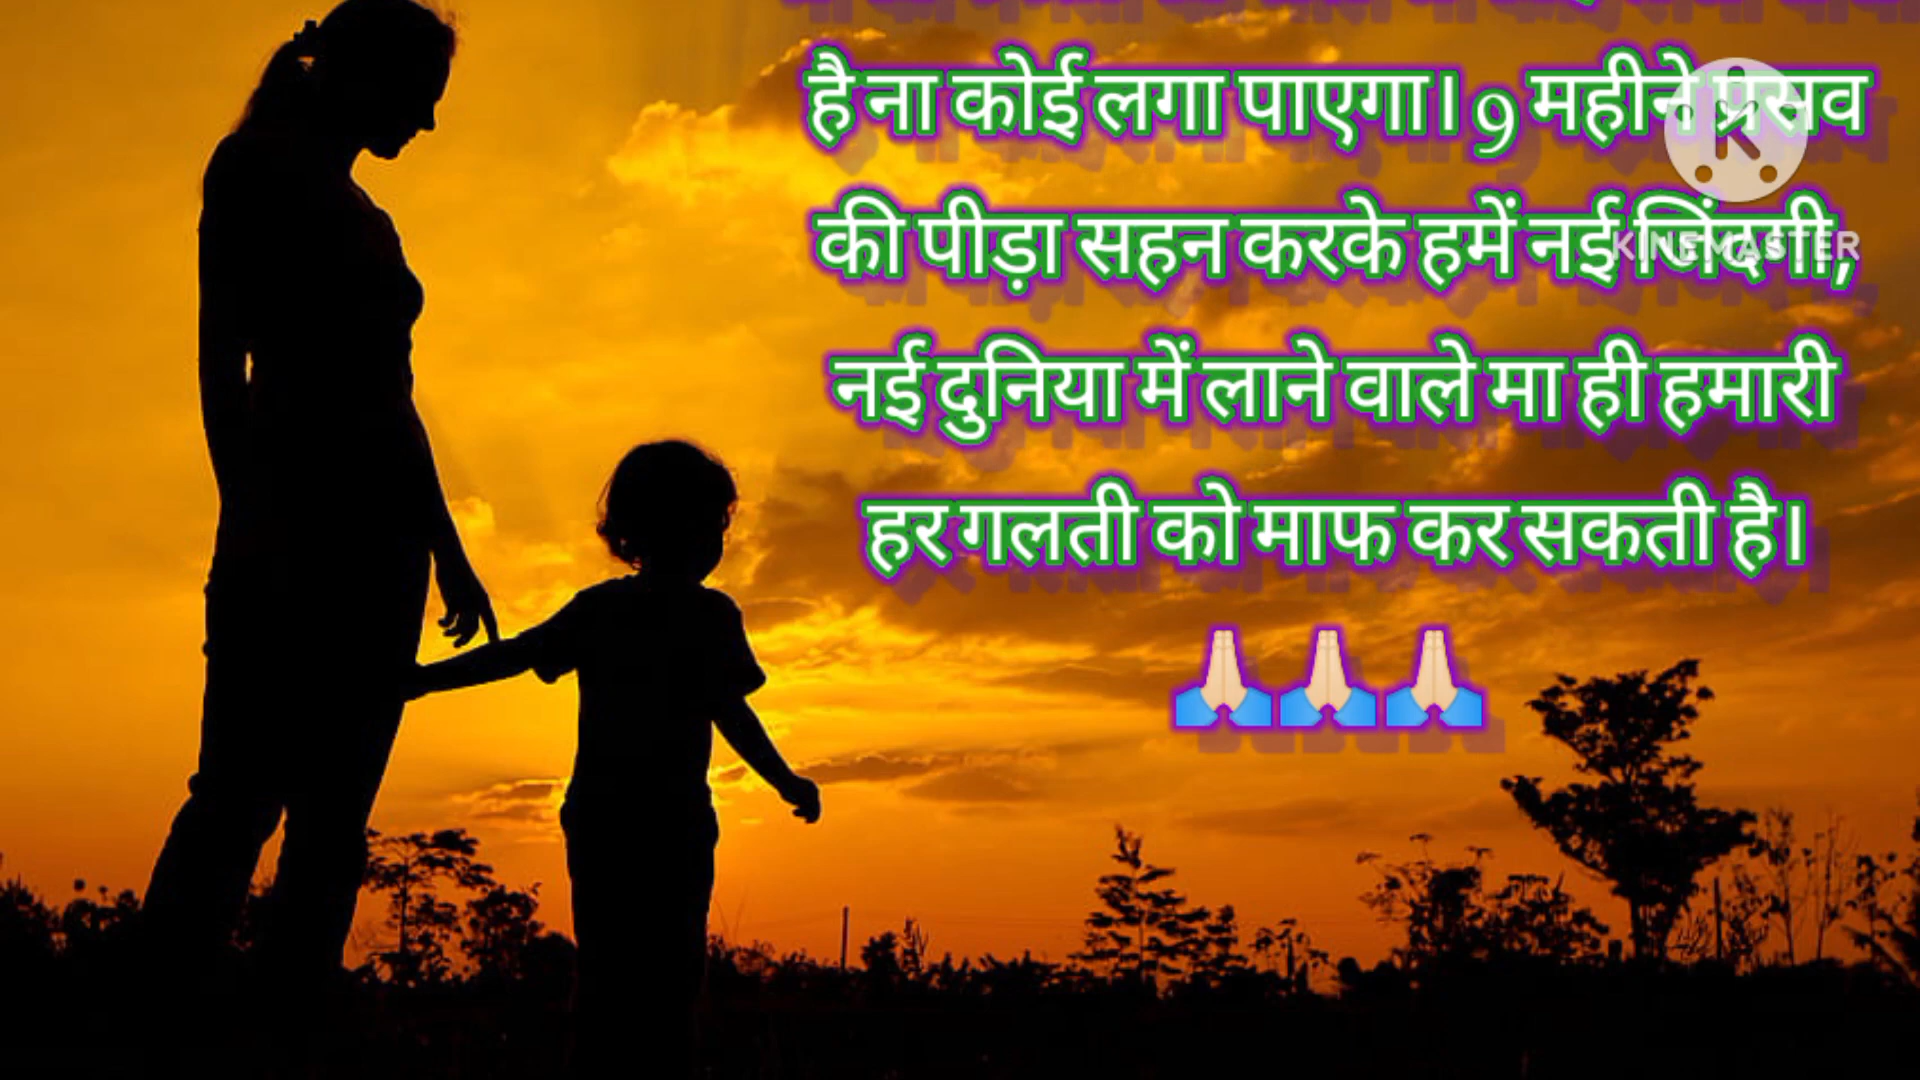 है ना कोई लगा पाएगा। 9 महीने प्रसव
की पीड़ा सहन करके हमें नई जिंदगी,
KINEMASTER
नई दुनिया में लाने वाले मा ही हमारी
हर गलती को माफ कर सकती है।
🙏🏻🙏🏻🙏🏻